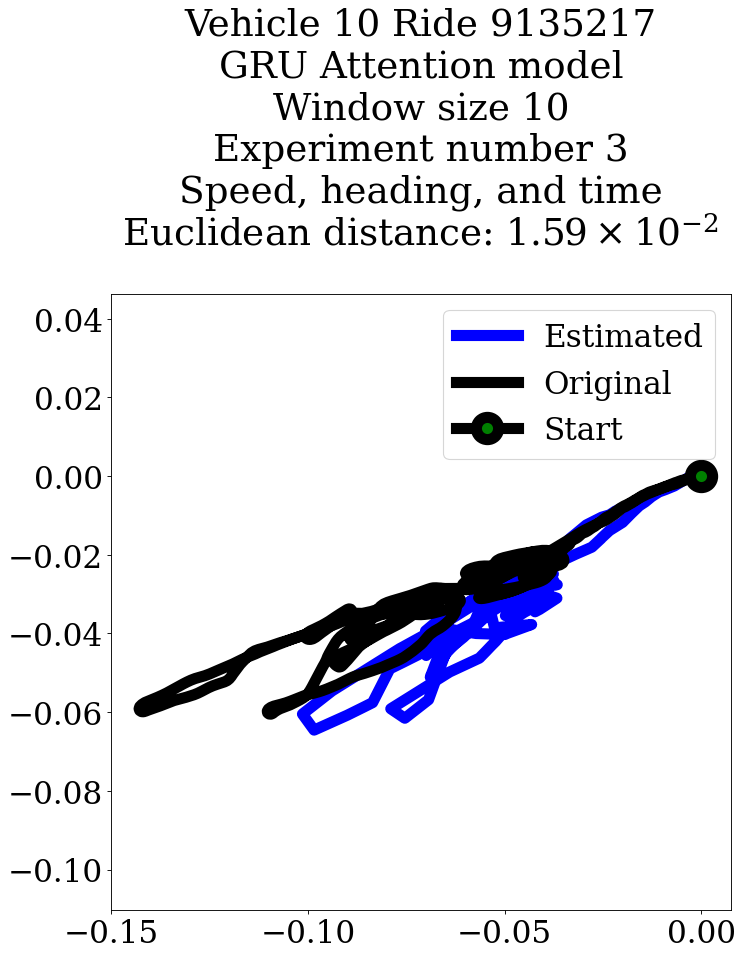 Vehicle 10 Ride 9135217
GRU Attention model
Window size 10
Experiment number 3
Speed, heading, and time
Euclidean distance: 1.59 × 10⁻²
Estimated
Original
Start
0.04
0.02
0.00
−0.02
−0.04
−0.06
−0.08
−0.10
−0.15
−0.10
−0.05
0.00